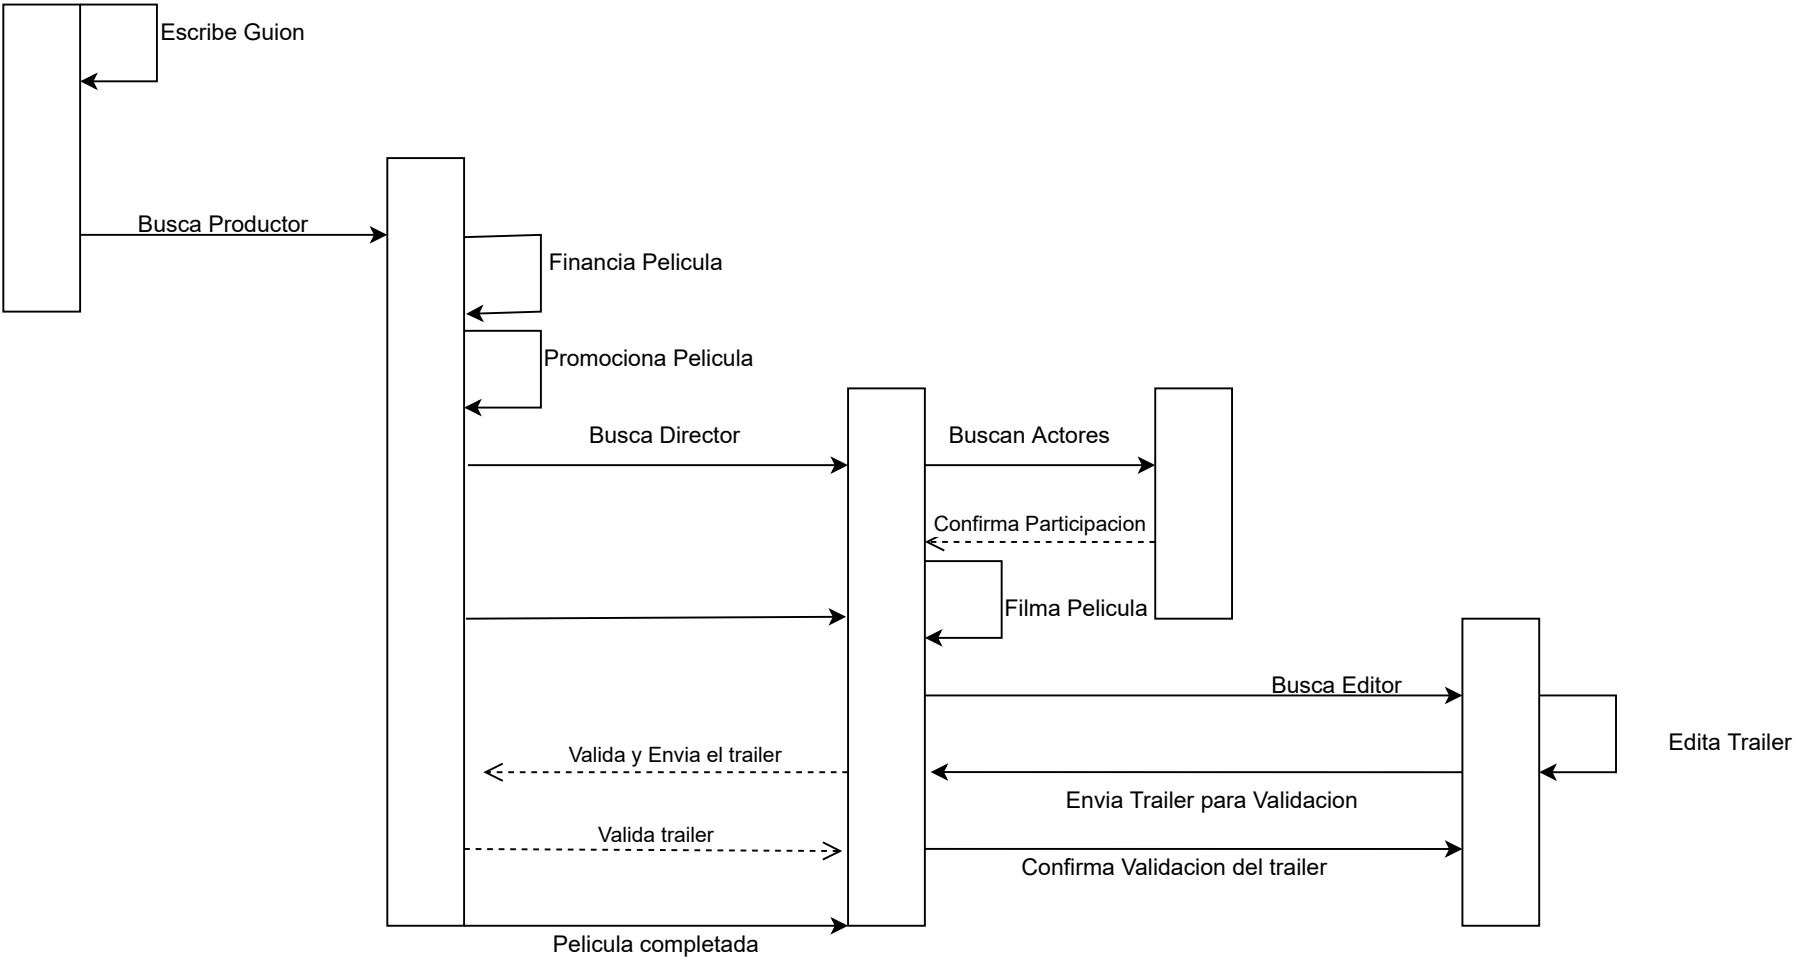 Escribe Guion
Busca Productor
Financia Pelicula
Promociona Pelicula
Busca Director
Buscan Actores
Confirma Participacion
Filma Pelicula
Busca Editor
Edita Trailer
Valida y Envia el trailer
Envia Trailer para Validacion
Valida trailer
Confirma Validacion del trailer
Pelicula completada